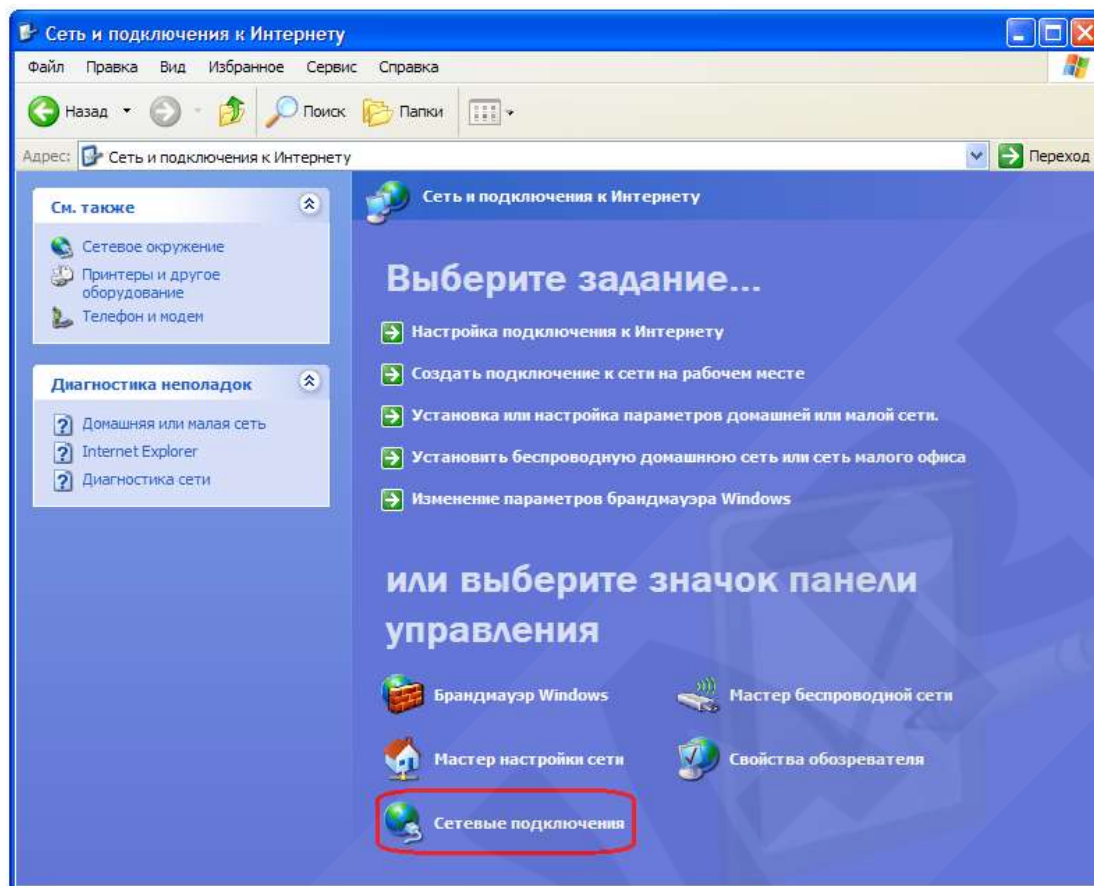 Сеть и подключения к Интернету
Файл Правка Вид Избранное Сервис Справка
Назад Поиск Папки
Адрес: Сеть и подключения к Интернету Переход
См. также
Сетевое окружение
Принтеры и другое
оборудование
Телефон и модем
Диагностика неполадок
Домашняя или малая сеть
Internet Explorer
Диагностика сети
Сеть и подключения к Интернету
Выберите задание...
Настройка подключения к Интернету
Создать подключение к сети на рабочем месте
Установка или настройка параметров домашней или малой сети.
Установить беспроводную домашнюю сеть или сеть малого офиса
Изменение параметров брандмауэра Windows
или выберите значок панели
управления
Брандмауэр Windows
Мастер беспроводной сети
Мастер настройки сети
Свойства обозревателя
Сетевые подключения